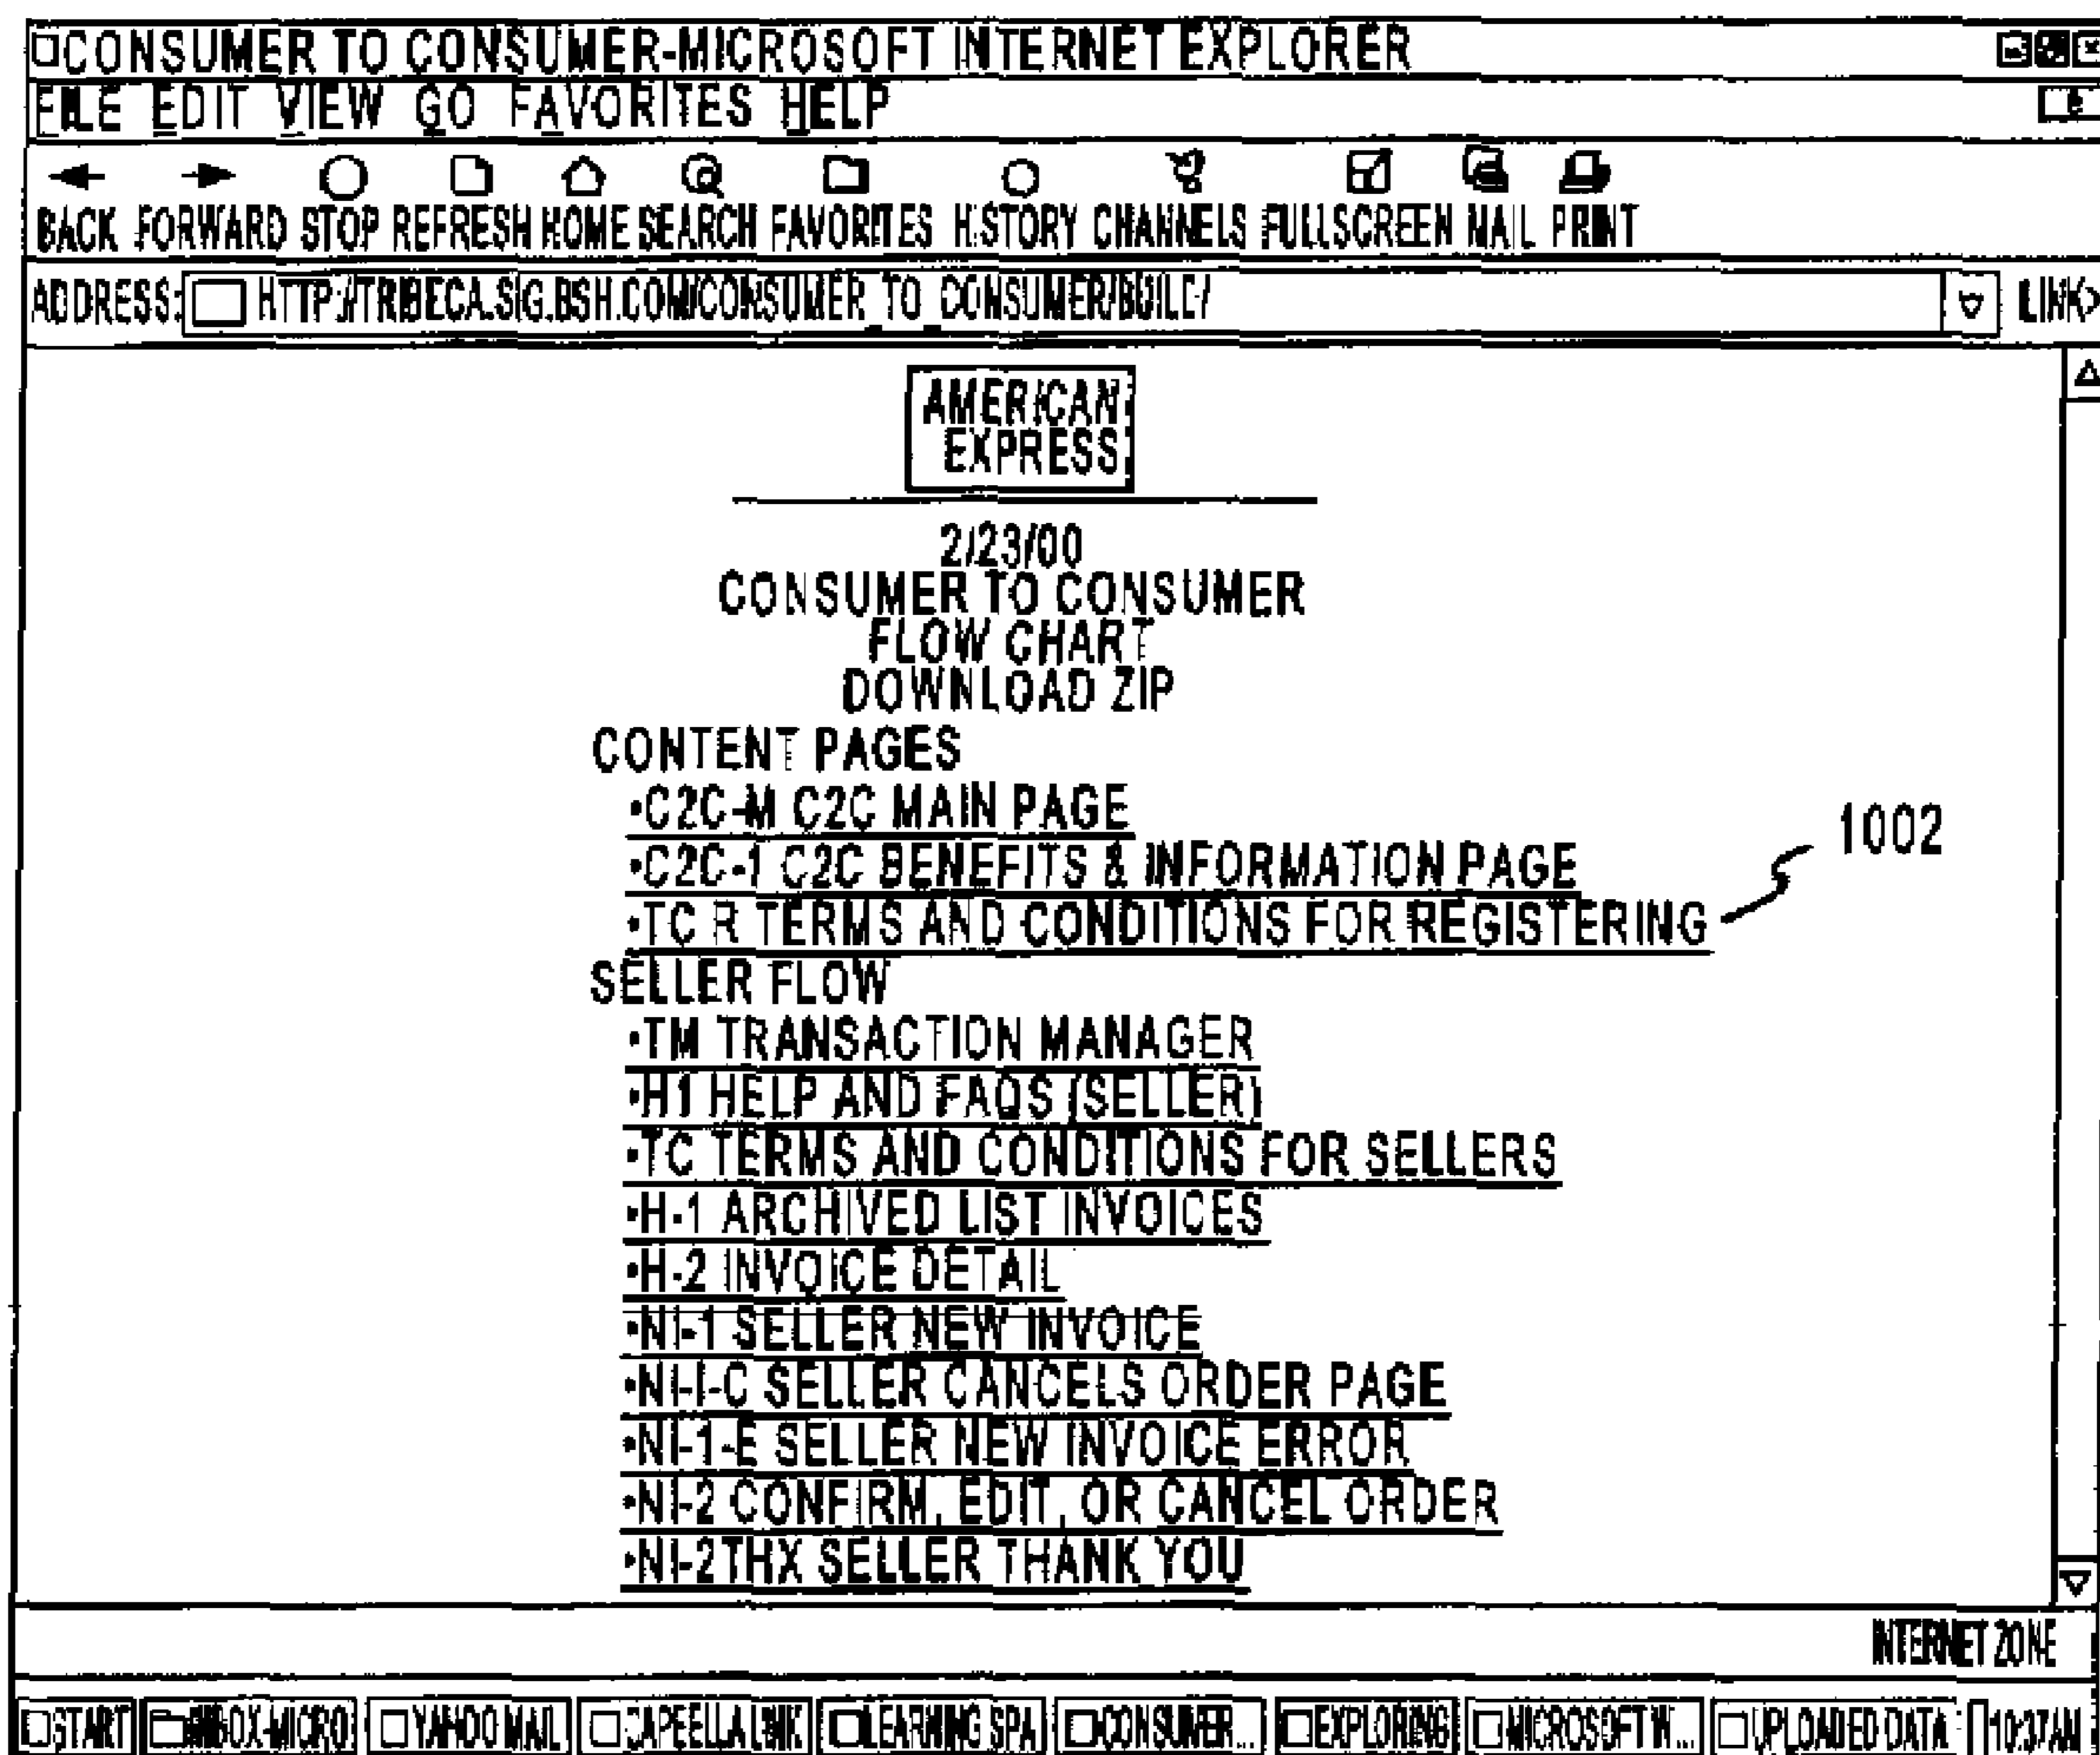 CONSUMER TO CONSUMER-MICROSOFT INTERNET EXPLORER
FILE EDIT VIEW GO FAVORITES HELP
BACK FORWARD STOP REFRESH HOME SEARCH FAVORITES HISTORY CHANNELS FULLSCREEN MAIL PRINT
ADDRESS: HTTP://TRIBECA.SIG.BSH.COM/CONSUMER_TO_CONSUMER/BUILD/ LINK>
AMERICAN
EXPRESS
2/23/00
CONSUMER TO CONSUMER
FLOW CHART
DOWNLOAD ZIP
CONTENT PAGES
•C2C-M C2C MAIN PAGE
•C2C-1 C2C BENEFITS & INFORMATION PAGE
1002
•TC R TERMS AND CONDITIONS FOR REGISTERING
SELLER FLOW
•TM TRANSACTION MANAGER
•H1 HELP AND FAQS (SELLER)
•TC TERMS AND CONDITIONS FOR SELLERS
•H-1 ARCHIVED LIST INVOICES
•H-2 INVOICE DETAIL
•NI-1 SELLER NEW INVOICE
•NI-I-C SELLER CANCELS ORDER PAGE
•NI-1-E SELLER NEW INVOICE ERROR
•NI-2 CONFIRM, EDIT, OR CANCEL ORDER
•NI-2THX SELLER THANK YOU
INTERNET ZONE
START INBOX-MICRO YAHOO MAIL LEARNING SPA CONSUMER... EXPLORING MICROSOFT W... UPLOADED DATA 10:37AM